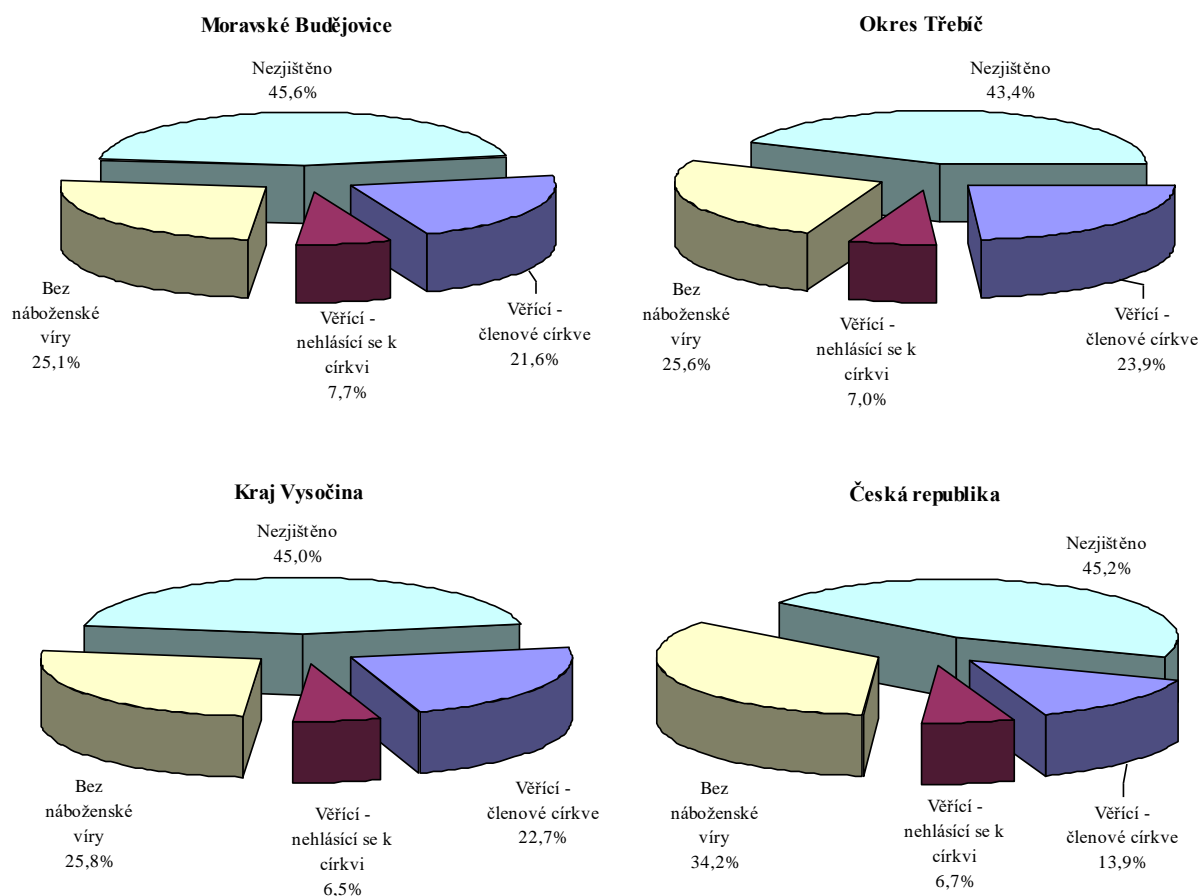 Moravské Budějovice
Nezjištěno
45,6%
Bez
náboženské
víry
25,1%
Věřící -
nehlásící se k
církvi
7,7%
Věřící -
členové církve
21,6%
Okres Třebíč
Nezjištěno
43,4%
Bez
náboženské
víry
25,6%
Věřící -
nehlásící se k
církvi
7,0%
Věřící -
členové církve
23,9%
Kraj Vysočina
Nezjištěno
45,0%
Bez
náboženské
víry
25,8%
Věřící -
nehlásící se k
církvi
6,5%
Věřící -
členové církve
22,7%
Česká republika
Nezjištěno
45,2%
Bez
náboženské
víry
34,2%
Věřící -
nehlásící se k
církvi
6,7%
Věřící -
členové církve
13,9%